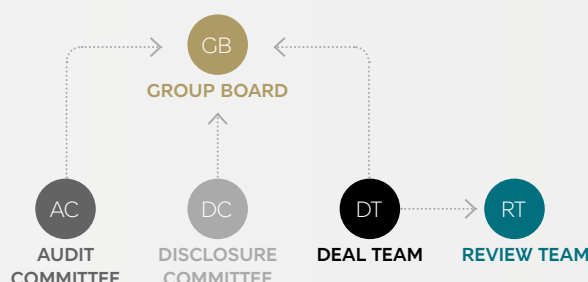 GB
GROUP BOARD
AC
DC
DT
RT
AUDIT
COMMITTEE
DISCLOSURE
COMMITTEE
DEAL TEAM
REVIEW TEAM